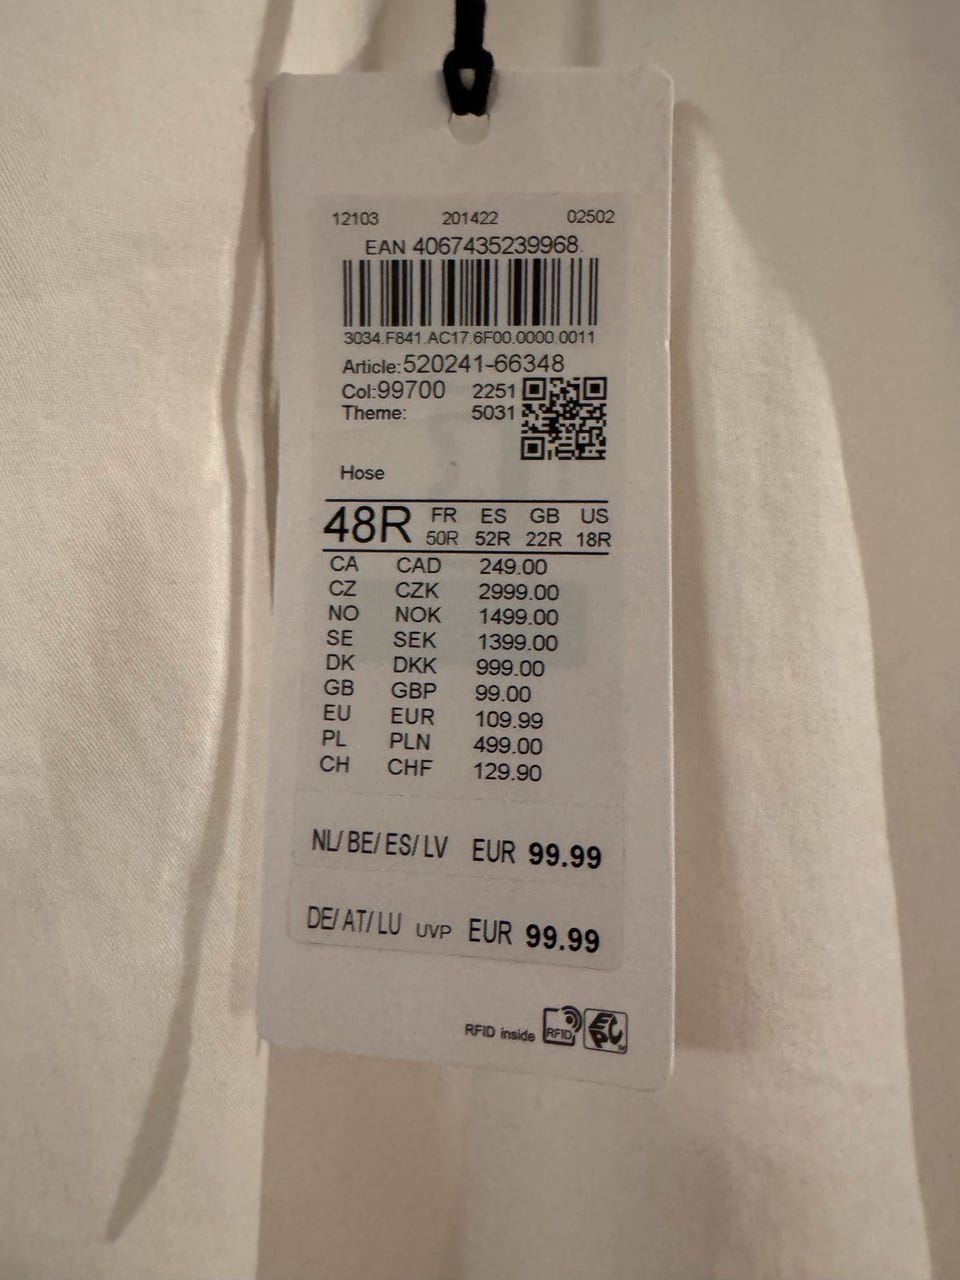 12103 201422 02502
EAN 4067435239968
3034.F841.AC17.6F00.0000.0011
Article:520241-66348
Col:99700 2251
Theme: 5031
Hose
48R FR ES GB US
50R 52R 22R 18R
CA CAD 249.00
CZ CZK 2999.00
NO NOK 1499.00
SE SEK 1399.00
DK DKK 999.00
GB GBP 99.00
EU EUR 109.99
PL PLN 499.00
CH CHF 129.90
NL/BE/ES/LV EUR 99.99
DE/AT/LU UVP EUR 99.99
RFID inside RFID EPC